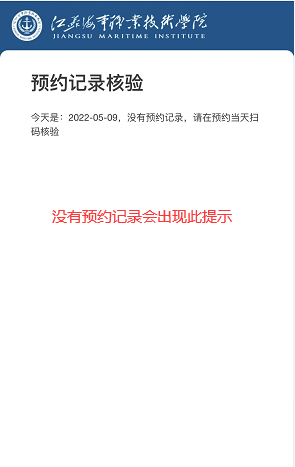 江苏海事职业技术学院
JIANGSU MARITIME INSTITUTE
预约记录核验
今天是：2022-05-09，没有预约记录，请在预约当天扫
码核验
没有预约记录会出现此提示